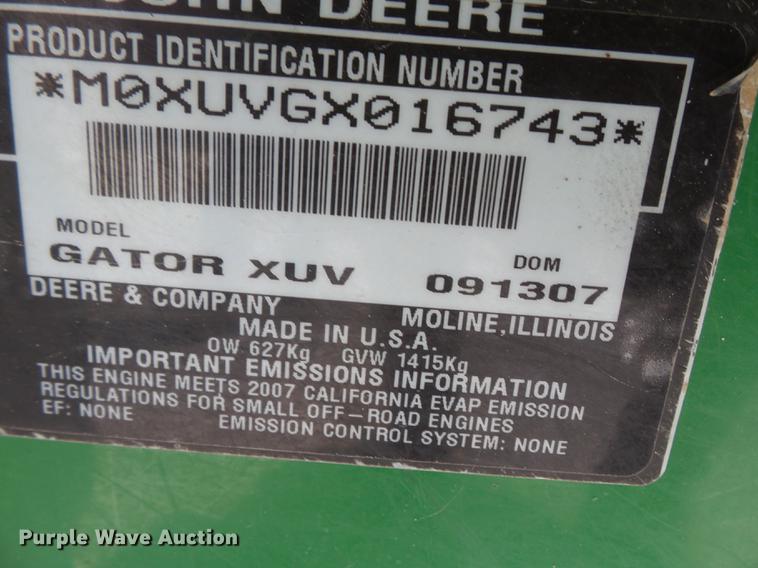 JOHN DEERE
PRODUCT IDENTIFICATION NUMBER
*M0XUVGX016743*
MODEL
GATOR XUV
DOM
091307
DEERE & COMPANY
MOLINE, ILLINOIS
MADE IN U.S.A.
OW 627Kg GVW 1415Kg
IMPORTANT EMISSIONS INFORMATION
THIS ENGINE MEETS 2007 CALIFORNIA EVAP EMISSION
REGULATIONS FOR SMALL OFF-ROAD ENGINES
EF: NONE EMISSION CONTROL SYSTEM: NONE
Purple Wave Auction